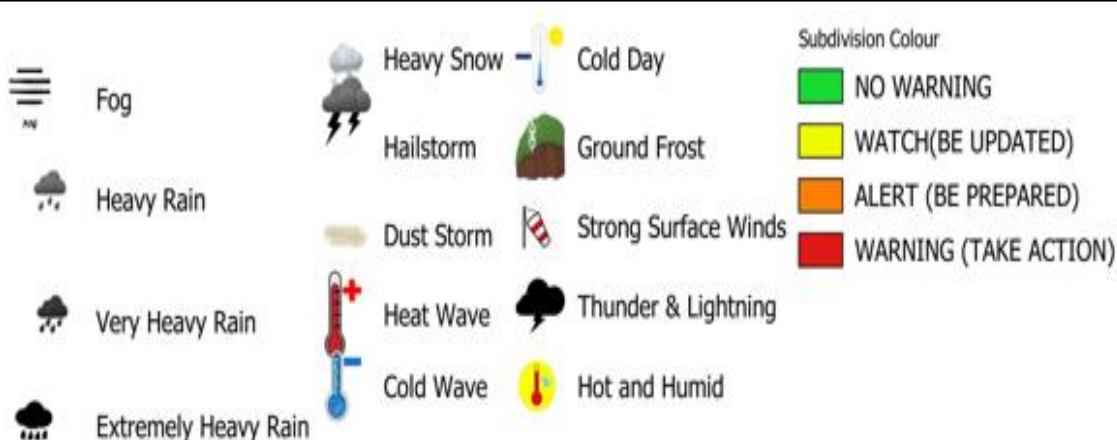 Fog
Heavy Rain
Very Heavy Rain
Extremely Heavy Rain
Heavy Snow
Hailstorm
Dust Storm
Heat Wave
Cold Wave
Cold Day
Ground Frost
Strong Surface Winds
Thunder & Lightning
Hot and Humid
Subdivision Colour
NO WARNING
WATCH(BE UPDATED)
ALERT (BE PREPARED)
WARNING (TAKE ACTION)